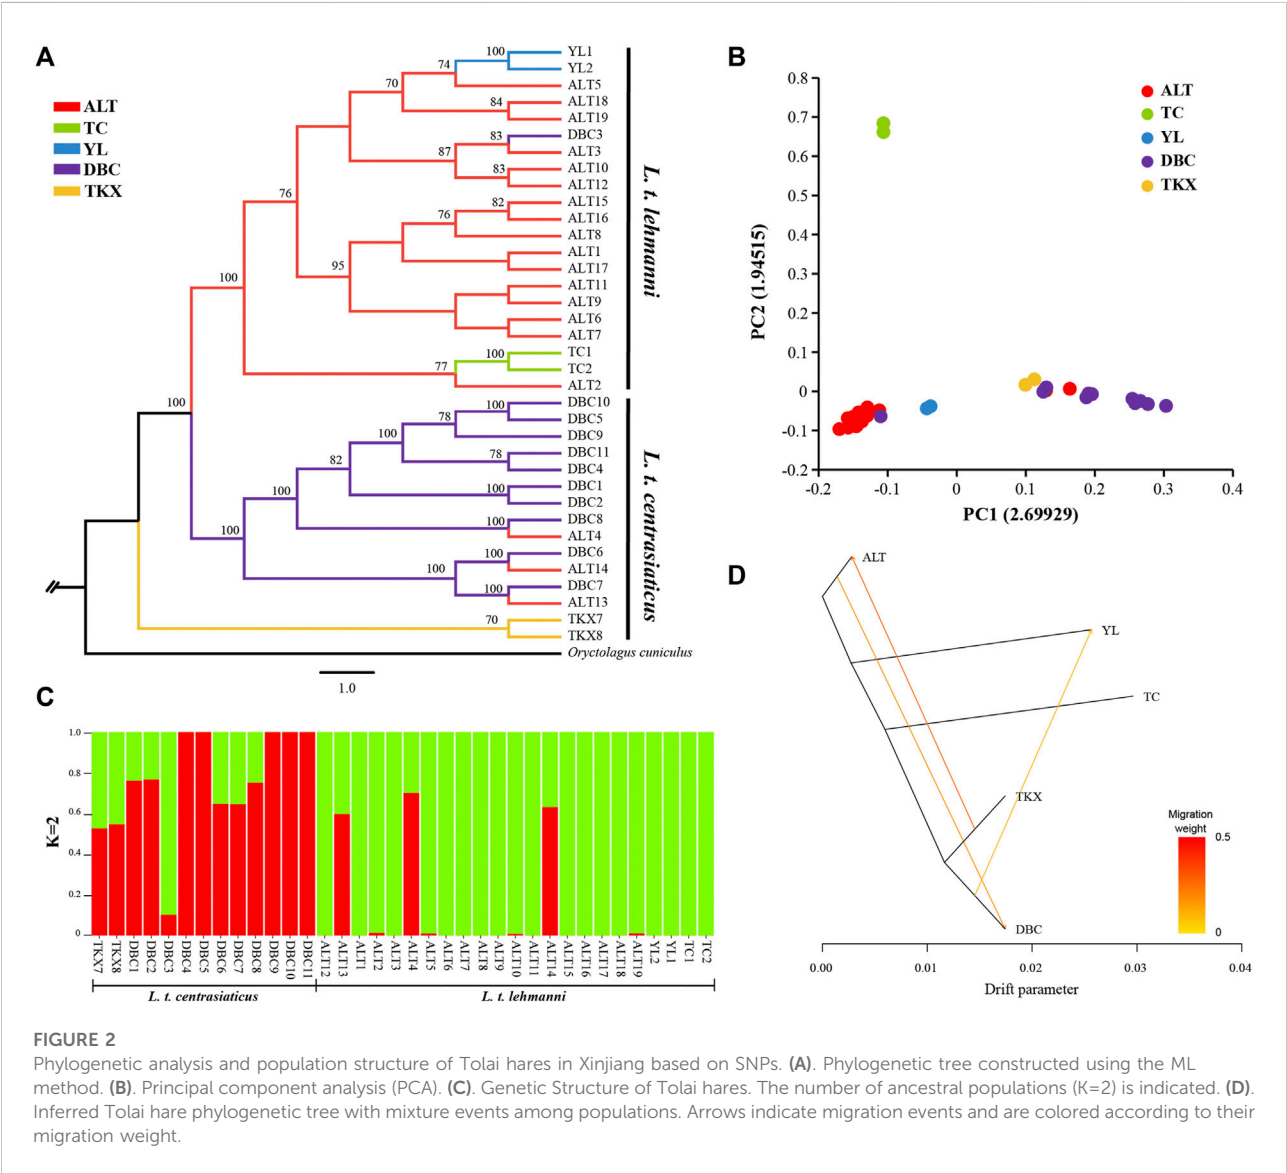 A
ALT
TC
YL
DBC
TKX
100
74
70
84
83
87
83
76
82
76
95
100
100
77
100
78
100
78
82
100
100
100
100
100
100
100
70
YL1
YL2
ALT5
ALT18
ALT19
DBC3
ALT3
ALT10
ALT12
ALT15
ALT16
ALT8
ALT1
ALT17
ALT11
ALT9
ALT6
ALT7
TC1
TC2
ALT2
DBC10
DBC5
DBC9
DBC11
DBC4
DBC1
DBC2
DBC8
ALT4
DBC6
ALT14
DBC7
ALT13
TKX7
TKX8
Oryctolagus cuniculus
L. t. lehmanni
L. t. centrasiaticus
1.0
B
ALT
TC
YL
DBC
TKX
0.8
0.7
0.6
0.5
0.4
0.3
0.2
0.1
0
-0.1
-0.2
PC2 (1.94515)
-0.2 -0.1 0 0.1 0.2 0.3 0.4
PC1 (2.69929)
C
K=2
1.0
0.8
0.6
0.4
0.2
0
TKX7 TKX8 DBC1 DBC2 DBC3 DBC4 DBC5 DBC6 DBC7 DBC8 DBC9 DBC10 DBC11 ALT12 ALT13 ALT1 ALT2 ALT3 ALT4 ALT5 ALT6 ALT7 ALT8 ALT9 ALT10 ALT11 ALT14 ALT15 ALT16 ALT17 ALT18 ALT19 YL2 YL1 TC1 TC2
L. t. centrasiaticus L. t. lehmanni
D
ALT
YL
TC
TKX
DBC
Migration
weight
0.5
0
0.00 0.01 0.02 0.03 0.04
Drift parameter
FIGURE 2
Phylogenetic analysis and population structure of Tolai hares in Xinjiang based on SNPs. (A). Phylogenetic tree constructed using the ML
method. (B). Principal component analysis (PCA). (C). Genetic Structure of Tolai hares. The number of ancestral populations (K=2) is indicated. (D).
Inferred Tolai hare phylogenetic tree with mixture events among populations. Arrows indicate migration events and are colored according to their
migration weight.